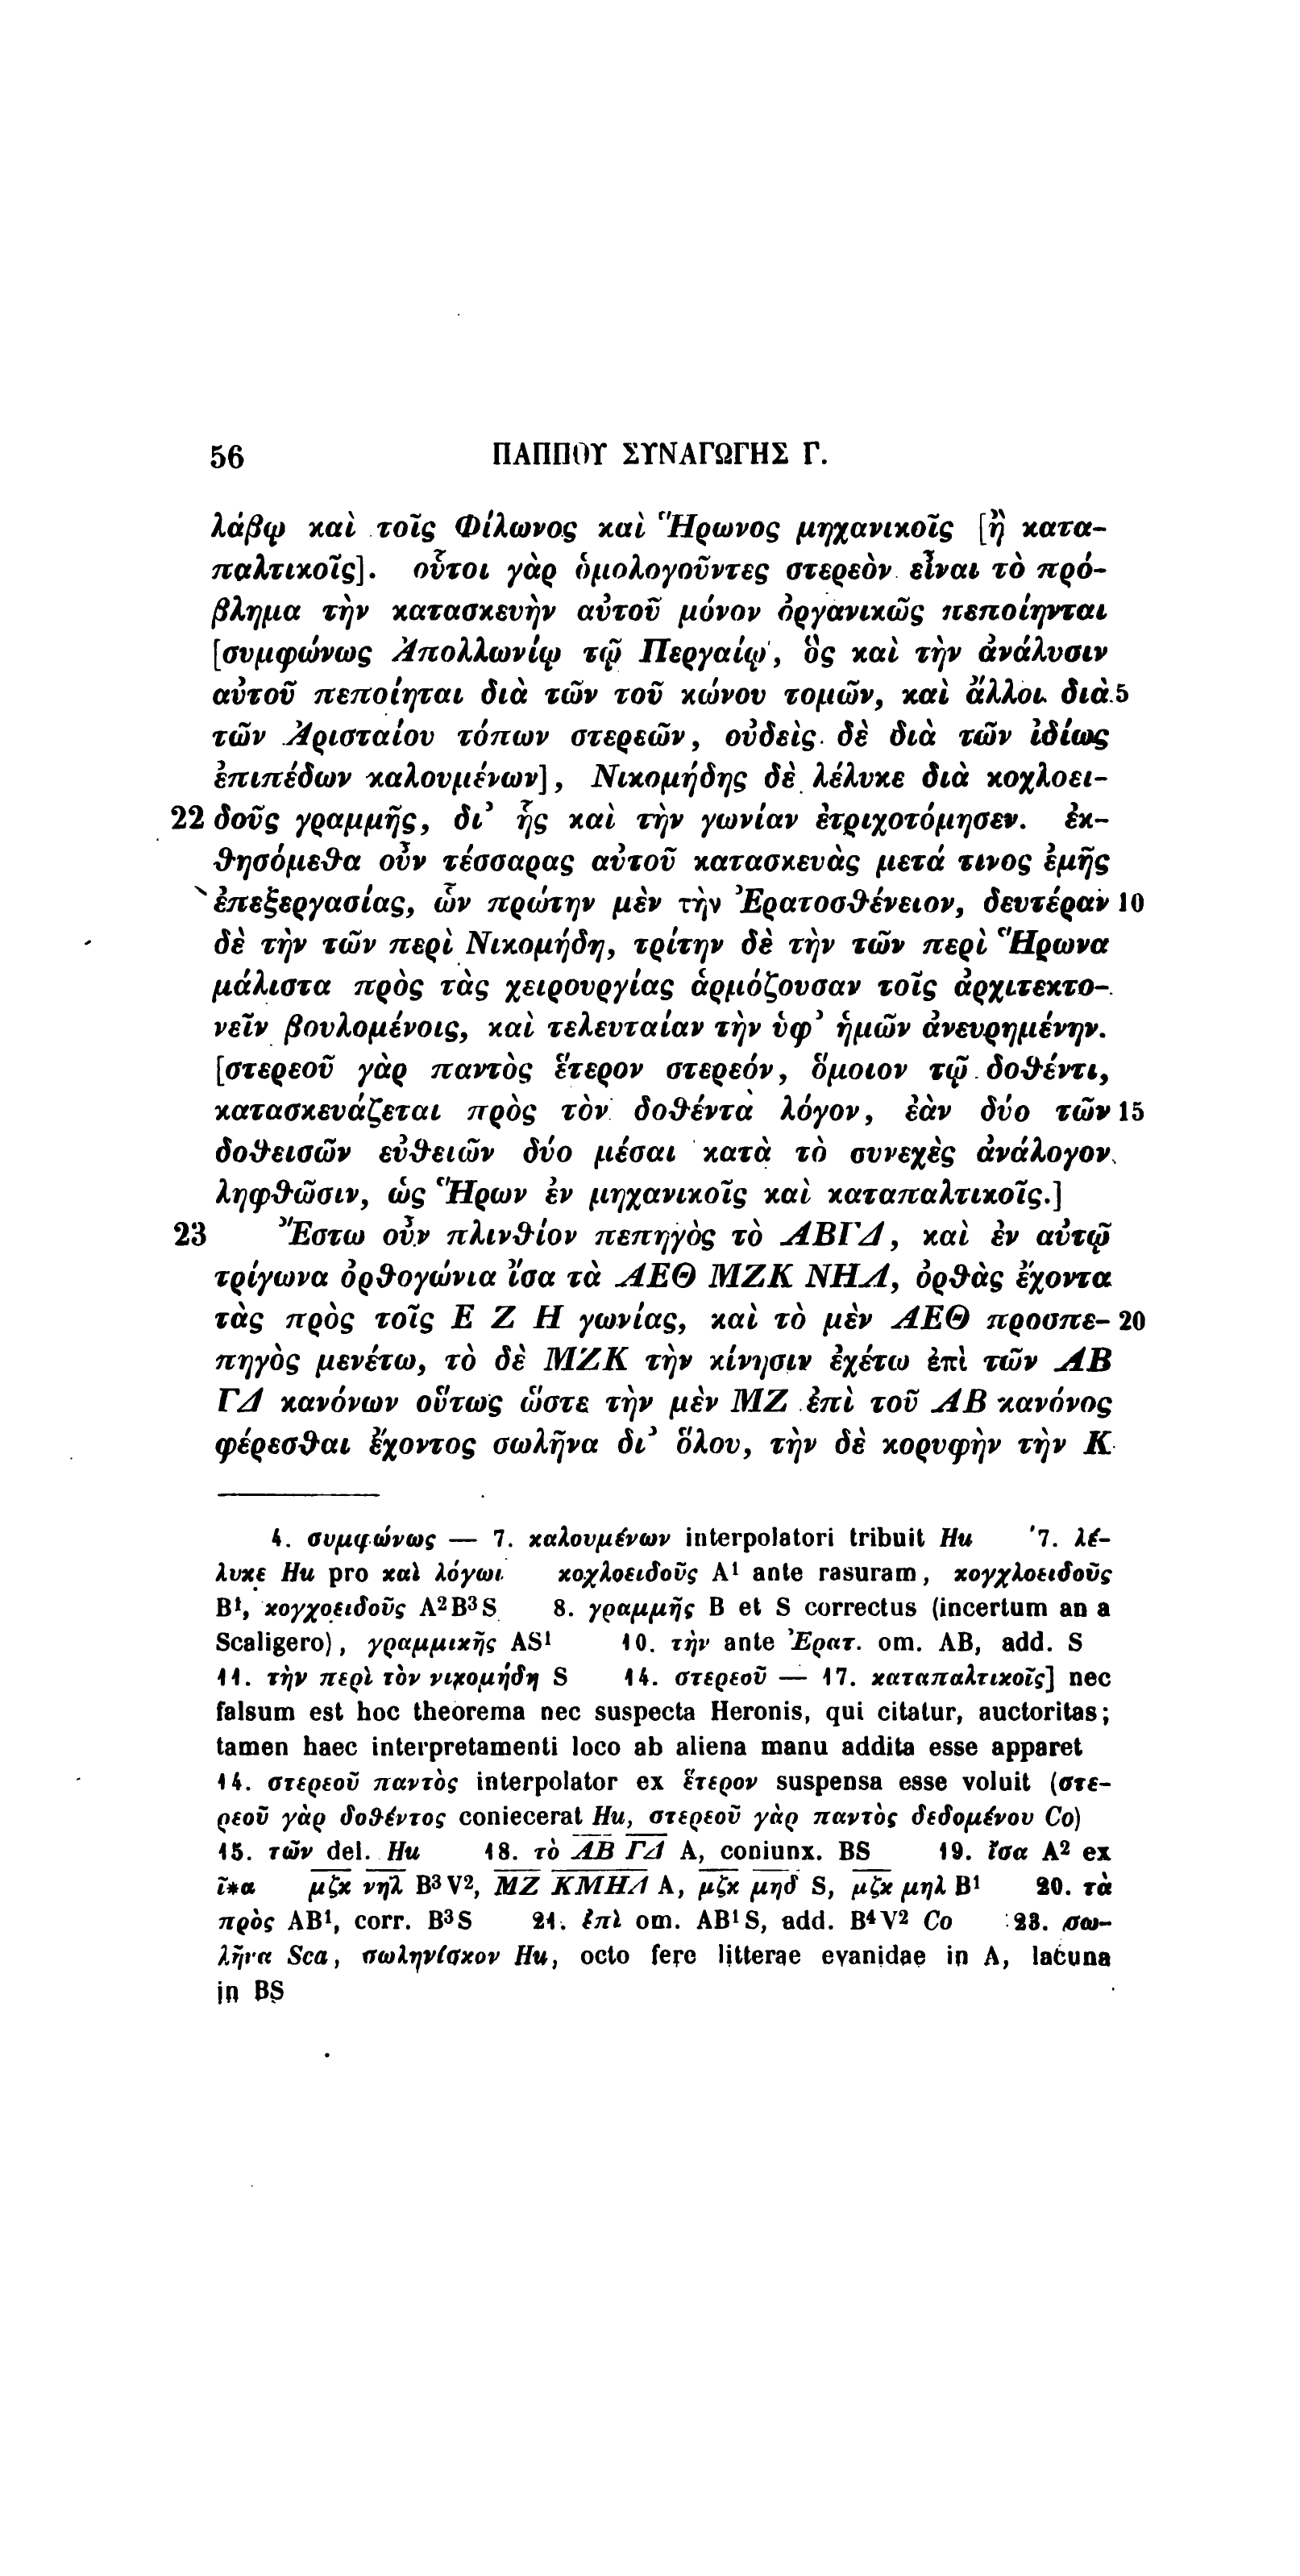 56 ΠΑΠΠΟΥ ΣΥΝΑΓΩΓΗΣ Γ.
λάβῳ καὶ τοῖς Φίλωνος καὶ Ἥρωνος μηχανικοῖς [ἢ κατα-
παλτικοῖς]. οὗτοι γὰρ ὁμολογοῦντες στερεὸν εἶναι τὸ πρό-
βλημα τὴν κατασκευὴν αὐτοῦ μόνον ὀργανικῶς πεποίηνται
[συμφώνως Ἀπολλωνίῳ τῷ Περγαίῳ, ὃς καὶ τὴν ἀνάλυσιν
αὐτοῦ πεποίηται διὰ τῶν τοῦ κώνου τομῶν, καὶ ἄλλοι διὰ 5
τῶν Ἀρισταίου τόπων στερεῶν, οὐδεὶς δὲ διὰ τῶν ἰδίως
ἐπιπέδων καλουμένων], Νικομήδης δὲ λέλυκε διὰ κοχλοει-
22 δοῦς γραμμῆς, δι’ ἧς καὶ τὴν γωνίαν ἐτριχοτόμησεν. ἐκ-
θησόμεθα οὖν τέσσαρας αὐτοῦ κατασκευὰς μετά τινος ἐμῆς
ἐπεξεργασίας, ὧν πρώτην μὲν τὴν Ἐρατοσθένειον, δευτέραν 10
δὲ τὴν τῶν περὶ Νικομήδη, τρίτην δὲ τὴν τῶν περὶ Ἥρωνα
μάλιστα πρὸς τὰς χειρουργίας ἁρμόζουσαν τοῖς ἀρχιτεκτο-
νεῖν βουλομένοις, καὶ τελευταίαν τὴν ὑφ’ ἡμῶν ἀνευρημένην.
[στερεοῦ γὰρ παντὸς ἕτερον στερεόν, ὅμοιον τῷ δοθέντι,
κατασκευάζεται πρὸς τὸν δοθέντα λόγον, ἐὰν δύο τῶν 15
δοθεισῶν εὐθειῶν δύο μέσαι κατὰ τὸ συνεχὲς ἀνάλογον
ληφθῶσιν, ὡς Ἥρων ἐν μηχανικοῖς καὶ καταπαλτικοῖς.]
23 Ἔστω οὖν πλινθίον πεπηγὸς τὸ ΑΒΓΔ, καὶ ἐν αὐτῷ
τρίγωνα ὀρθογώνια ἴσα τὰ ΑΕΘ ΜΖΚ ΝΗΛ, ὀρθὰς ἔχοντα
τὰς πρὸς τοῖς Ε Ζ Η γωνίας, καὶ τὸ μὲν ΑΕΘ προσπε- 20
πηγὸς μενέτω, τὸ δὲ ΜΖΚ τὴν κίνησιν ἐχέτω ἐπὶ τῶν ΑΒ
ΓΔ κανόνων οὕτως ὥστε τὴν μὲν ΜΖ ἐπὶ τοῦ ΑΒ κανόνος
φέρεσθαι ἔχοντος σωλῆνα δι’ ὅλου, τὴν δὲ κορυφὴν τὴν Κ
4. συμφώνως — 7. καλουμένων interpolatori tribuit Hu 7. λέ-
λυκε Hu pro καὶ λόγωι κοχλοειδοῦς A¹ ante rasuram, κογχλοειδοῦς
B¹, κογχοειδοῦς A²B³S 8. γραμμῆς B et S correctus (incertum an a
Scaligero), γραμμικῆς AS¹ 10. τὴν ante Ἐρατ. om. AB, add. S
11. τὴν περὶ τὸν νικομήδη S 14. στερεοῦ — 17. καταπαλτικοῖς] nec
falsum est hoc theorema nec suspecta Heronis, qui citatur, auctoritas;
tamen haec interpretamenti loco ab aliena manu addita esse apparet
14. στερεοῦ παντὸς interpolator ex ἕτερον suspensa esse voluit (στε-
ρεοῦ γὰρ δοθέντος coniecerat Hu, στερεοῦ γὰρ παντὸς δεδομένου Co)
15. τῶν del. Hu 18. τὸ ΑΒ ΓΔ A, coniunx. BS 19. ἴσα A² ex
ἴ*α μζκ νηλ B³V², ΜΖ ΚΜΗΛ A, μζκ μηδ S, μζκ μηλ B¹ 20. τὰ
πρὸς AB¹, corr. B³S 21. ἐπὶ om. AB¹S, add. B⁴V² Co 23. σω-
λῆνα Sca, σωληνίσκον Hu, octo fere litterae evanidae in A, lacuna
in BS